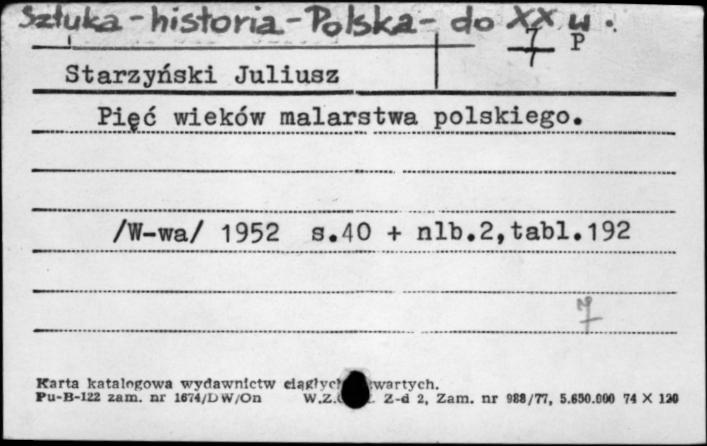 Sztuka - historia - Polska - do XX w.
7 P
Starzyński Juliusz
Pięć wieków malarstwa polskiego.
/W-wa/ 1952 s.40 + nlb.2,tabl.192
Karta katalogowa wydawnictw ciągłych wartych.
Pu-B-122 zam. nr 1674/DW/On W.Z. Z-d 2, Zam. nr 988/77, 5.650.000 74 X 120